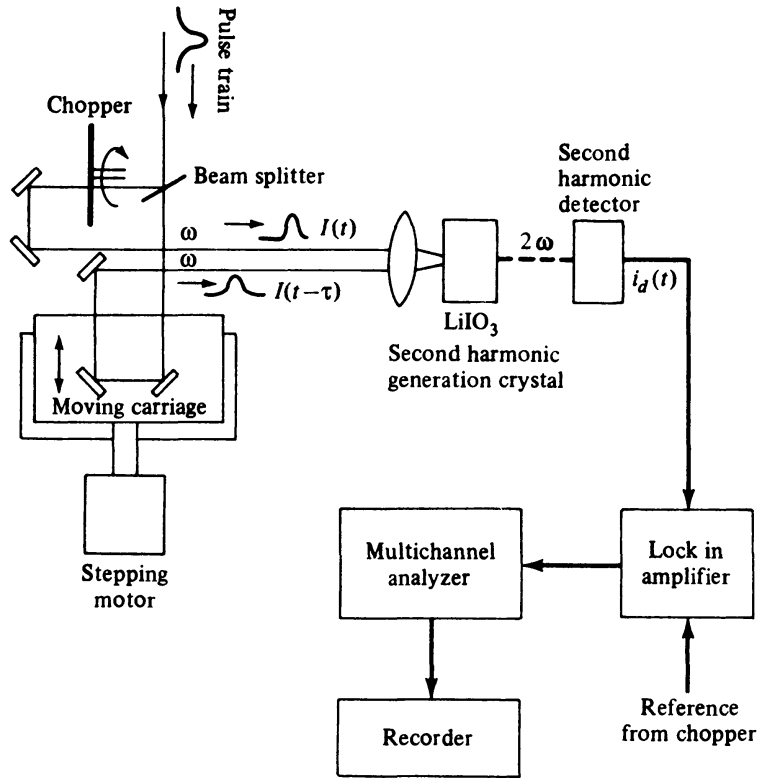 Pulse train
Chopper
Beam splitter
Second
harmonic
detector
ω
I(t)
ω
I(t−τ)
2ω
i_d(t)
LiIO₃
Second harmonic
generation crystal
Moving carriage
Stepping
motor
Multichannel
analyzer
Lock in
amplifier
Recorder
Reference
from chopper